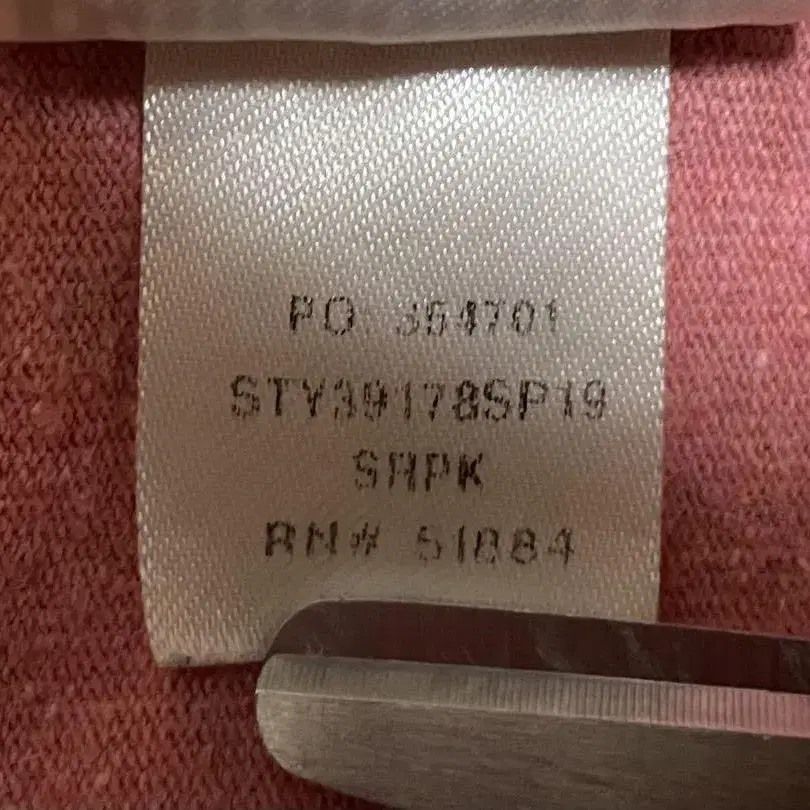 PO. 354701
STY39178SP19
SRPK
RN# 51884